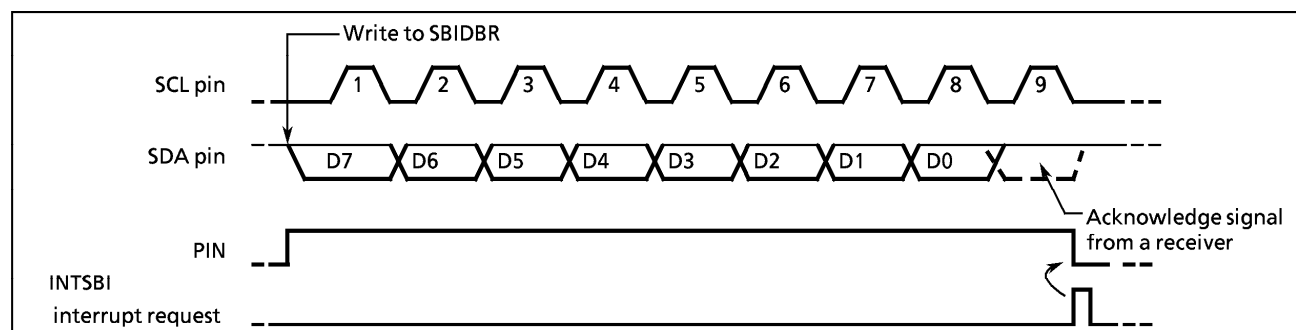 Write to SBIDBR
SCL pin
1 2 3 4 5 6 7 8 9
SDA pin
D7 D6 D5 D4 D3 D2 D1 D0
Acknowledge signal
from a receiver
PIN
INTSBI
interrupt request